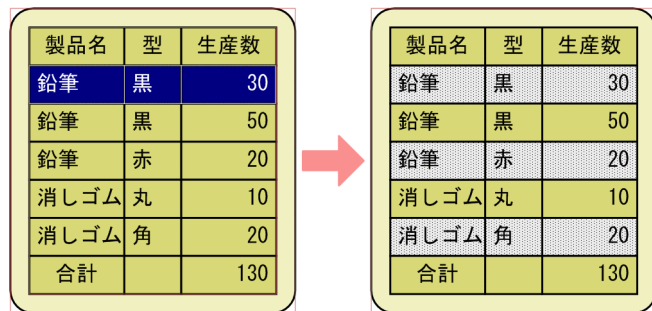 製品名 型 生産数
鉛筆 黒 30
鉛筆 黒 50
鉛筆 赤 20
消しゴム 丸 10
消しゴム 角 20
合計 130
製品名 型 生産数
鉛筆 黒 30
鉛筆 黒 50
鉛筆 赤 20
消しゴム 丸 10
消しゴム 角 20
合計 130